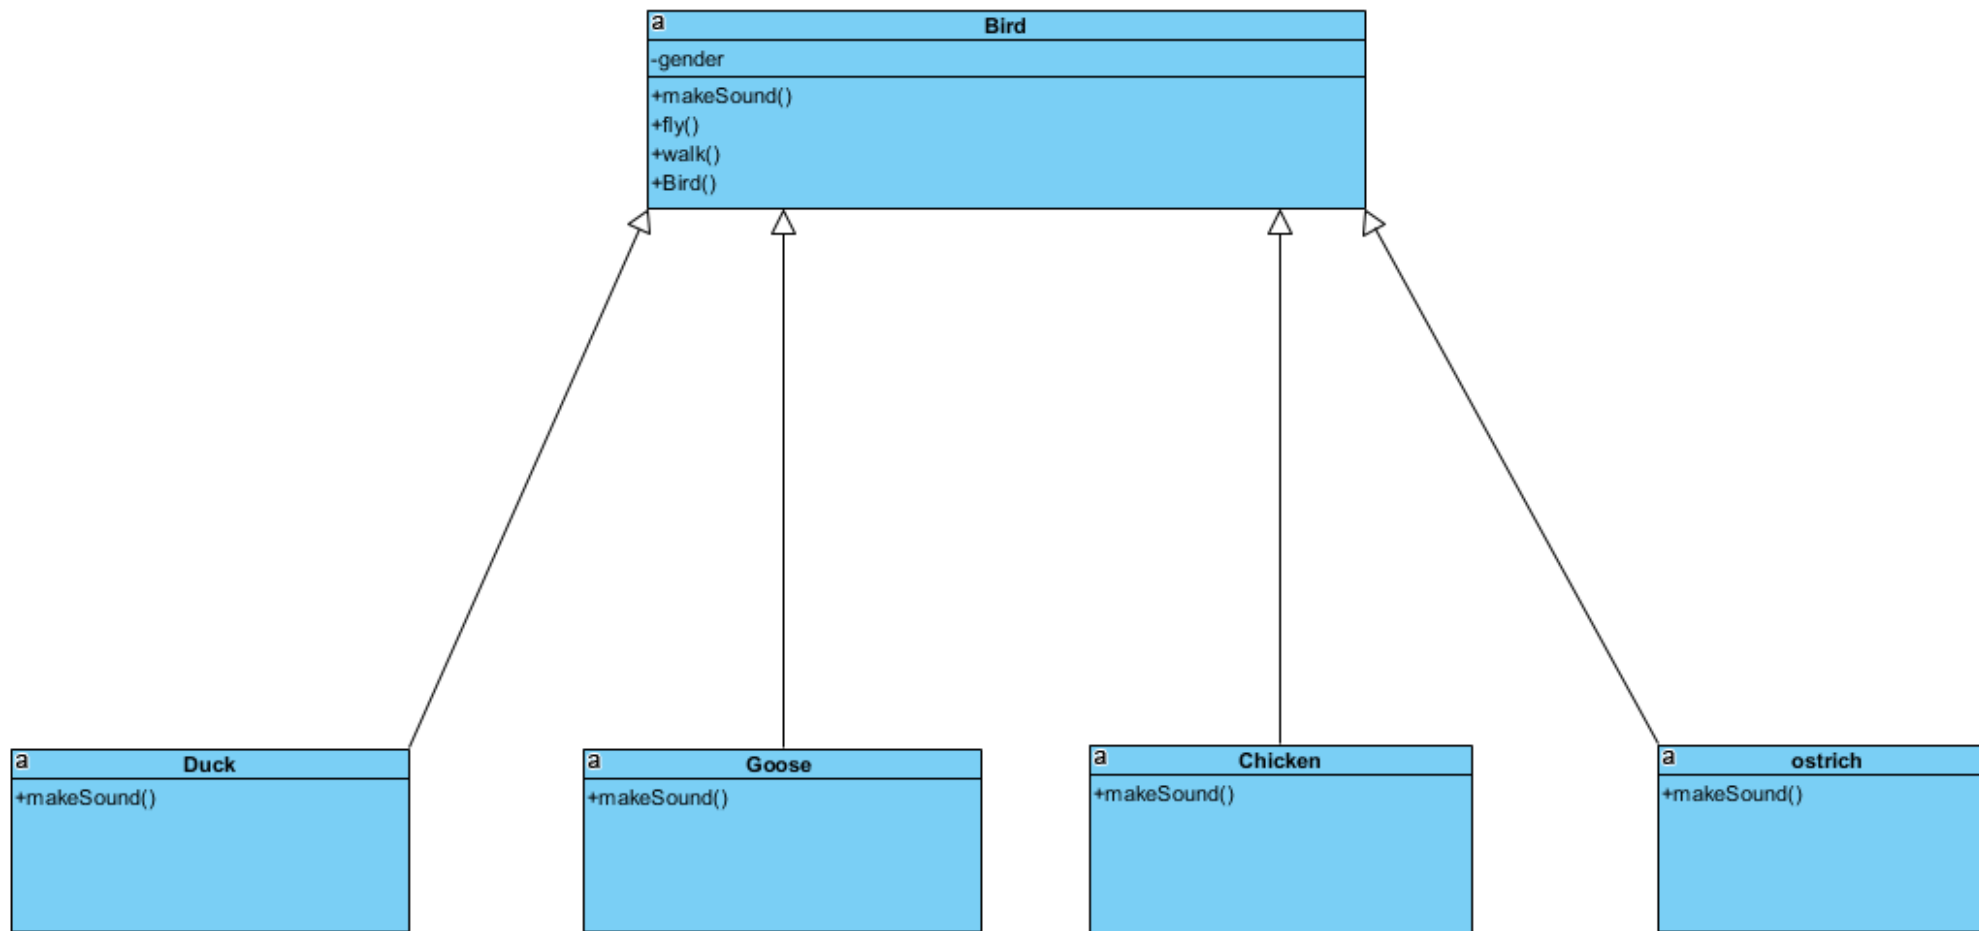 a Bird
-gender
+makeSound()
+fly()
+walk()
+Bird()
a Duck
+makeSound()
a Goose
+makeSound()
a Chicken
+makeSound()
a ostrich
+makeSound()